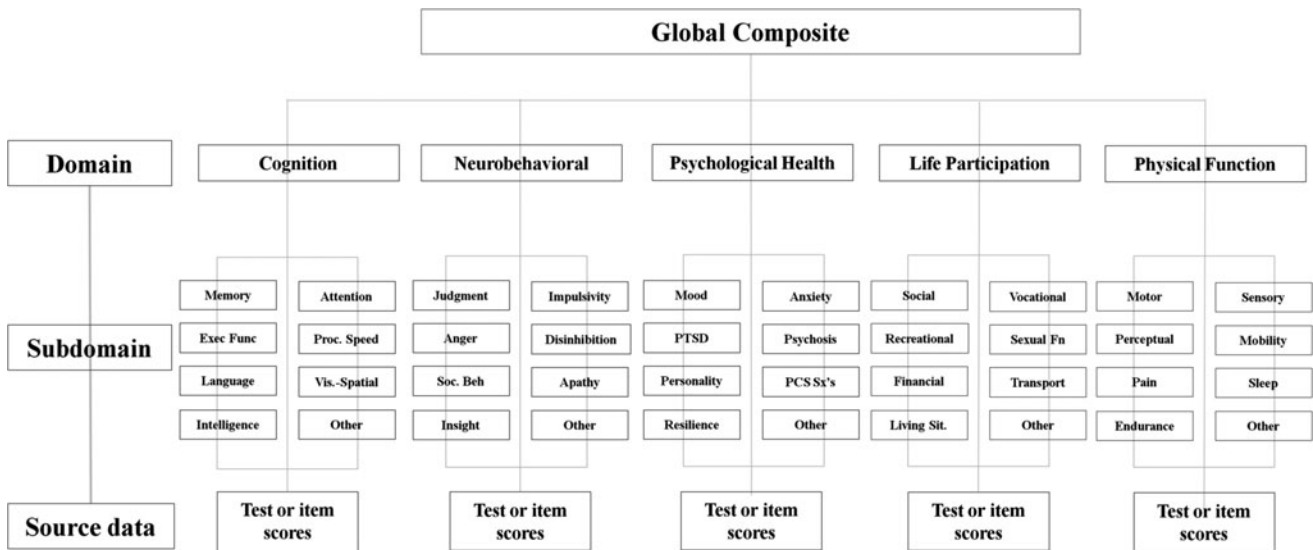 Global Composite
Domain
Cognition
Neurobehavioral
Psychological Health
Life Participation
Physical Function
Subdomain
Memory
Attention
Exec Func
Proc. Speed
Language
Vis.-Spatial
Intelligence
Other
Judgment
Impulsivity
Anger
Disinhibition
Soc. Beh
Apathy
Insight
Other
Mood
Anxiety
PTSD
Psychosis
Personality
PCS Sx's
Resilience
Other
Social
Vocational
Recreational
Sexual Fn
Financial
Transport
Living Sit.
Other
Motor
Sensory
Perceptual
Mobility
Pain
Sleep
Endurance
Other
Source data
Test or item
scores
Test or item
scores
Test or item
scores
Test or item
scores
Test or item
scores